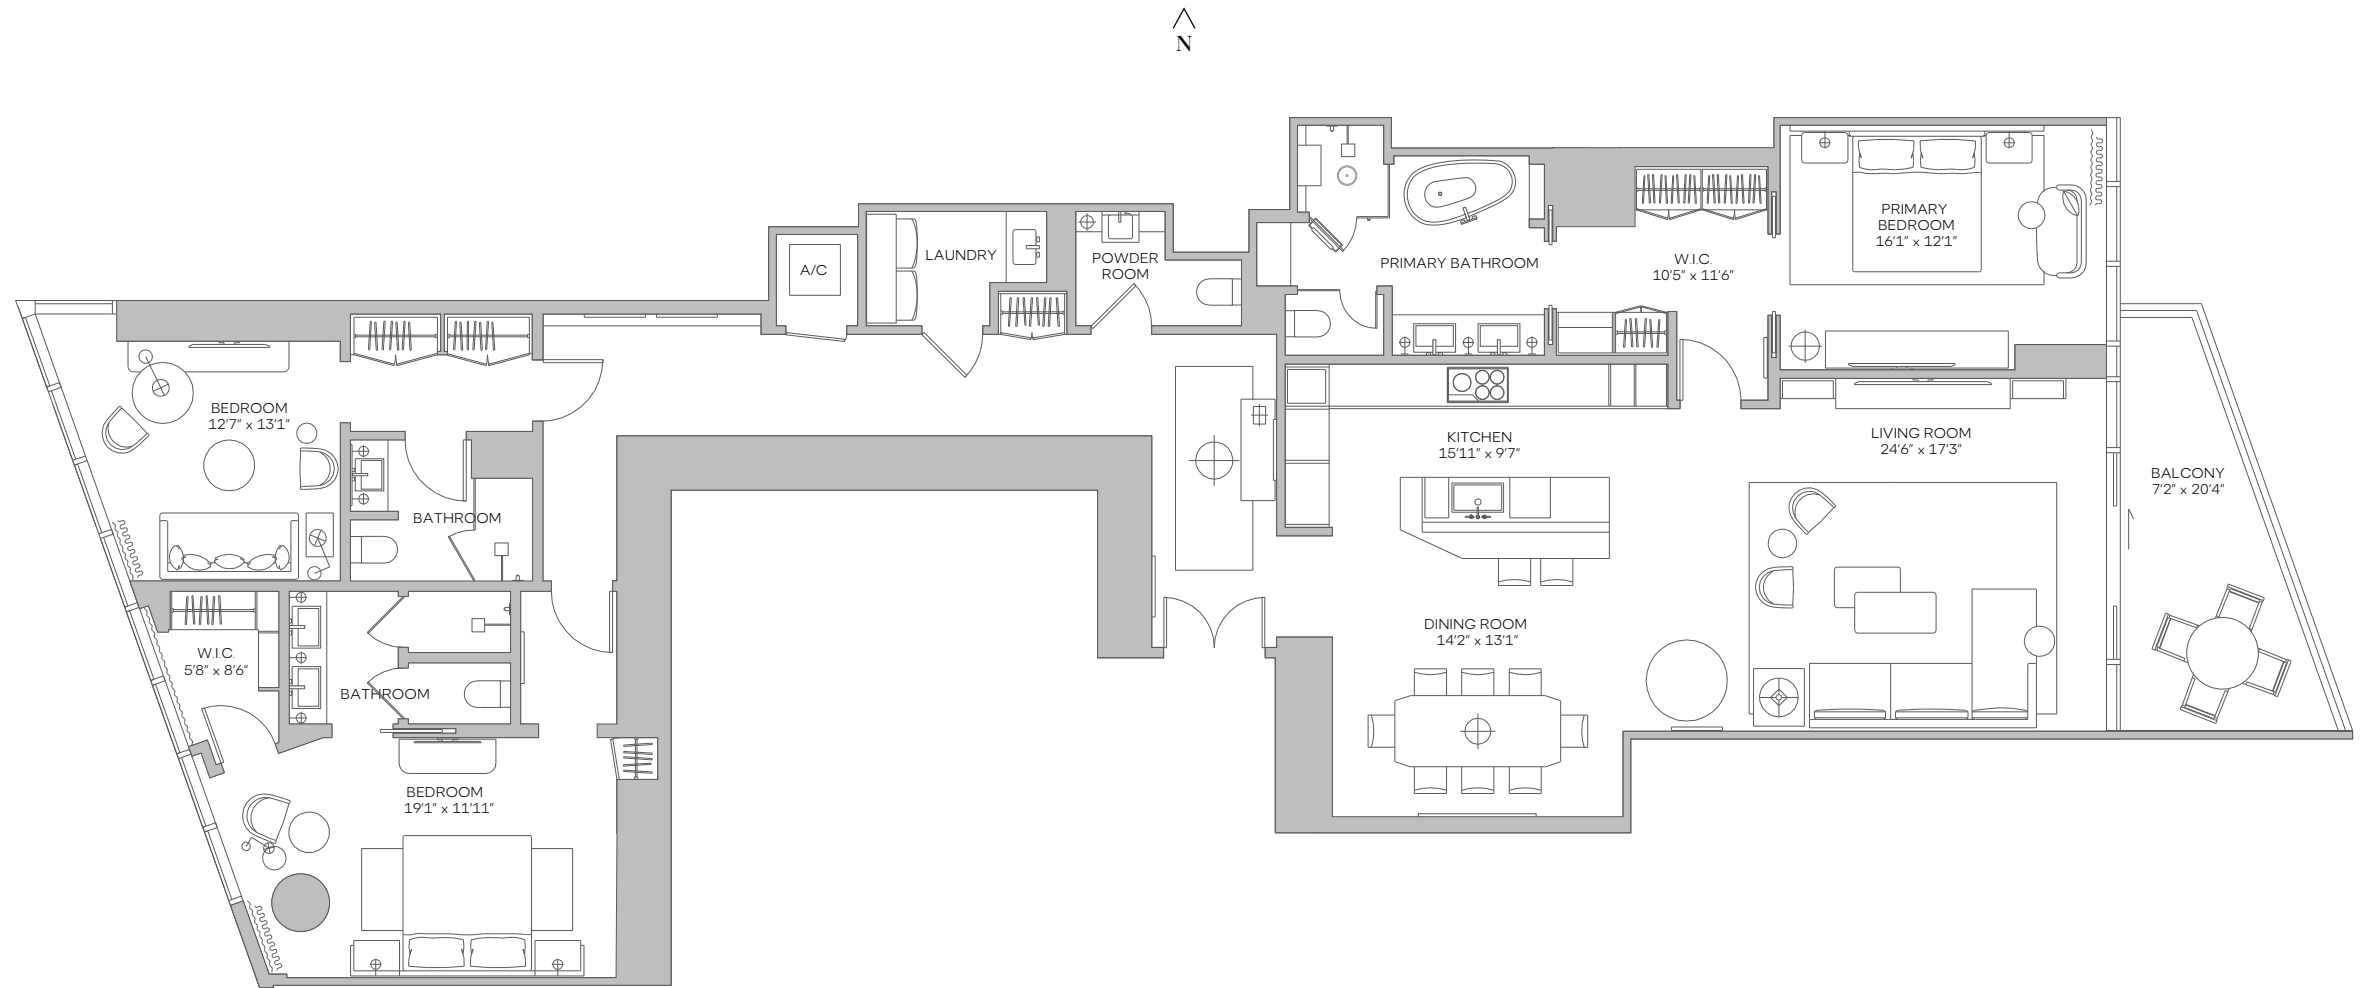 N
PRIMARY
BEDROOM
16'1" x 12'1"
LAUNDRY
A/C
POWDER
ROOM
PRIMARY BATHROOM
W.I.C.
10'5" x 11'6"
BEDROOM
12'7" x 13'1"
KITCHEN
15'11" x 9'7"
LIVING ROOM
24'6" x 17'3"
BALCONY
7'2" x 20'4"
BATHROOM
DINING ROOM
14'2" x 13'1"
W.I.C.
5'8" x 8'6"
BATHROOM
BEDROOM
19'1" x 11'11"